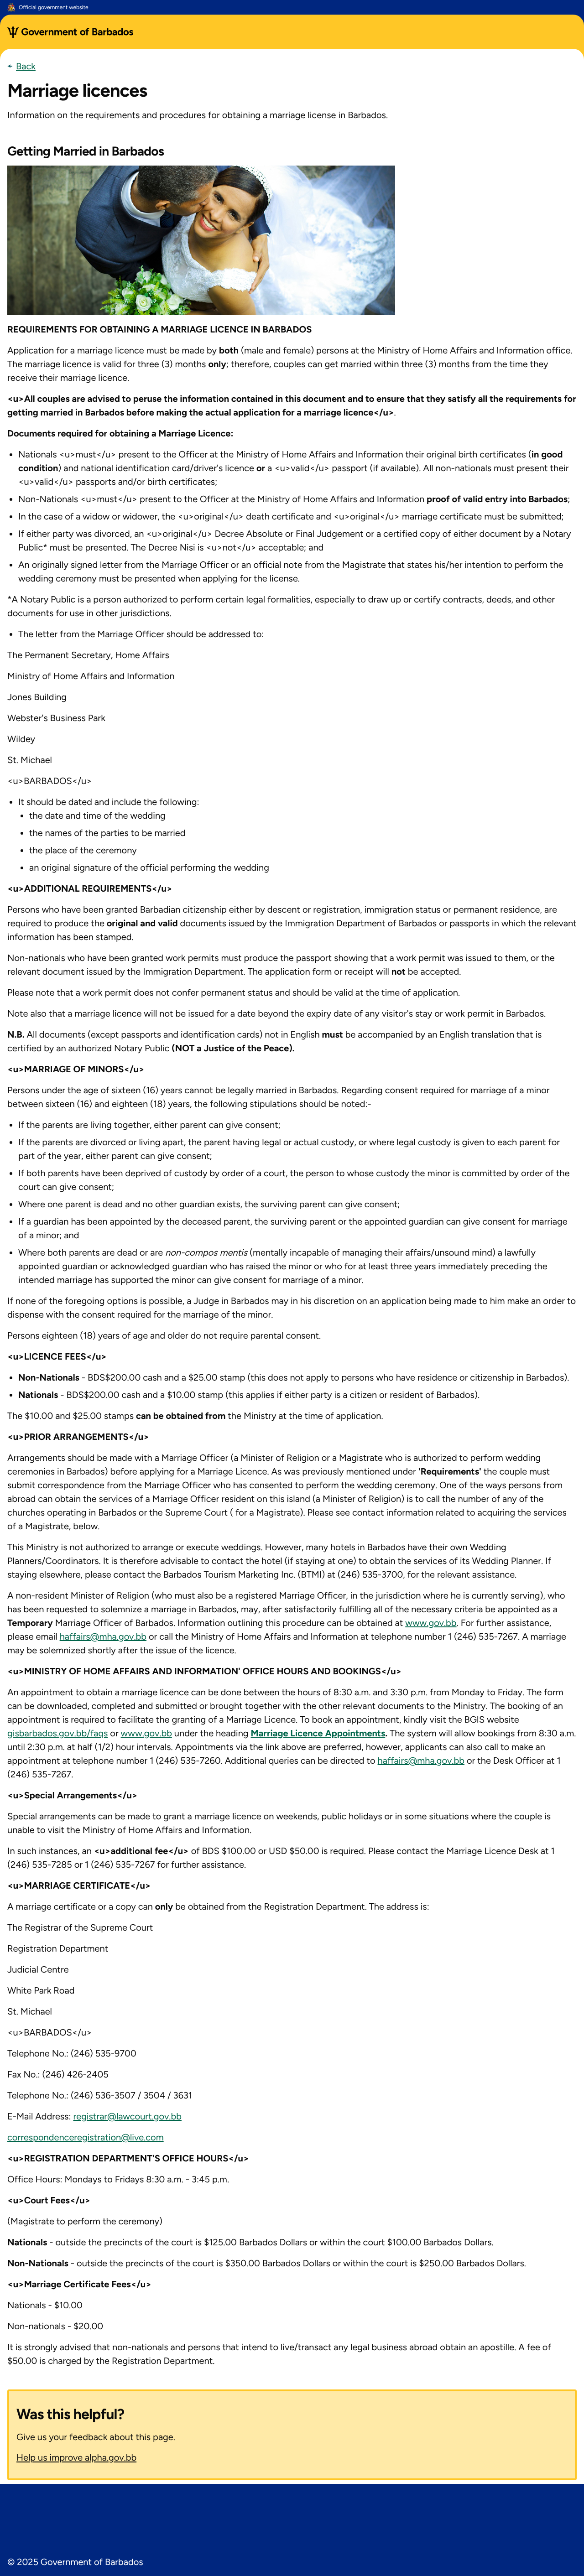 Official government website
Government of Barbados
← Back
Marriage licences
Information on the requirements and procedures for obtaining a marriage license in Barbados.
Getting Married in Barbados
REQUIREMENTS FOR OBTAINING A MARRIAGE LICENCE IN BARBADOS
Application for a marriage licence must be made by both (male and female) persons at the Ministry of Home Affairs and Information office.
The marriage licence is valid for three (3) months only; therefore, couples can get married within three (3) months from the time they
receive their marriage licence.
<u>All couples are advised to peruse the information contained in this document and to ensure that they satisfy all the requirements for
getting married in Barbados before making the actual application for a marriage licence</u>.
Documents required for obtaining a Marriage Licence:
• Nationals <u>must</u> present to the Officer at the Ministry of Home Affairs and Information their original birth certificates (in good
condition) and national identification card/driver's licence or a <u>valid</u> passport (if available). All non-nationals must present their
<u>valid</u> passports and/or birth certificates;
• Non-Nationals <u>must</u> present to the Officer at the Ministry of Home Affairs and Information proof of valid entry into Barbados;
• In the case of a widow or widower, the <u>original</u> death certificate and <u>original</u> marriage certificate must be submitted;
• If either party was divorced, an <u>original</u> Decree Absolute or Final Judgement or a certified copy of either document by a Notary
Public* must be presented. The Decree Nisi is <u>not</u> acceptable; and
• An originally signed letter from the Marriage Officer or an official note from the Magistrate that states his/her intention to perform the
wedding ceremony must be presented when applying for the license.
*A Notary Public is a person authorized to perform certain legal formalities, especially to draw up or certify contracts, deeds, and other
documents for use in other jurisdictions.
• The letter from the Marriage Officer should be addressed to:
The Permanent Secretary, Home Affairs
Ministry of Home Affairs and Information
Jones Building
Webster's Business Park
Wildey
St. Michael
<u>BARBADOS</u>
• It should be dated and include the following:
• the date and time of the wedding
• the names of the parties to be married
• the place of the ceremony
• an original signature of the official performing the wedding
<u>ADDITIONAL REQUIREMENTS</u>
Persons who have been granted Barbadian citizenship either by descent or registration, immigration status or permanent residence, are
required to produce the original and valid documents issued by the Immigration Department of Barbados or passports in which the relevant
information has been stamped.
Non-nationals who have been granted work permits must produce the passport showing that a work permit was issued to them, or the
relevant document issued by the Immigration Department. The application form or receipt will not be accepted.
Please note that a work permit does not confer permanent status and should be valid at the time of application.
Note also that a marriage licence will not be issued for a date beyond the expiry date of any visitor's stay or work permit in Barbados.
N.B. All documents (except passports and identification cards) not in English must be accompanied by an English translation that is
certified by an authorized Notary Public (NOT a Justice of the Peace).
<u>MARRIAGE OF MINORS</u>
Persons under the age of sixteen (16) years cannot be legally married in Barbados. Regarding consent required for marriage of a minor
between sixteen (16) and eighteen (18) years, the following stipulations should be noted:-
• If the parents are living together, either parent can give consent;
• If the parents are divorced or living apart, the parent having legal or actual custody, or where legal custody is given to each parent for
part of the year, either parent can give consent;
• If both parents have been deprived of custody by order of a court, the person to whose custody the minor is committed by order of the
court can give consent;
• Where one parent is dead and no other guardian exists, the surviving parent can give consent;
• If a guardian has been appointed by the deceased parent, the surviving parent or the appointed guardian can give consent for marriage
of a minor; and
• Where both parents are dead or are non-compos mentis (mentally incapable of managing their affairs/unsound mind) a lawfully
appointed guardian or acknowledged guardian who has raised the minor or who for at least three years immediately preceding the
intended marriage has supported the minor can give consent for marriage of a minor.
If none of the foregoing options is possible, a Judge in Barbados may in his discretion on an application being made to him make an order to
dispense with the consent required for the marriage of the minor.
Persons eighteen (18) years of age and older do not require parental consent.
<u>LICENCE FEES</u>
• Non-Nationals - BDS$200.00 cash and a $25.00 stamp (this does not apply to persons who have residence or citizenship in Barbados).
• Nationals - BDS$200.00 cash and a $10.00 stamp (this applies if either party is a citizen or resident of Barbados).
The $10.00 and $25.00 stamps can be obtained from the Ministry at the time of application.
<u>PRIOR ARRANGEMENTS</u>
Arrangements should be made with a Marriage Officer (a Minister of Religion or a Magistrate who is authorized to perform wedding
ceremonies in Barbados) before applying for a Marriage Licence. As was previously mentioned under 'Requirements' the couple must
submit correspondence from the Marriage Officer who has consented to perform the wedding ceremony. One of the ways persons from
abroad can obtain the services of a Marriage Officer resident on this island (a Minister of Religion) is to call the number of any of the
churches operating in Barbados or the Supreme Court ( for a Magistrate). Please see contact information related to acquiring the services
of a Magistrate, below.
This Ministry is not authorized to arrange or execute weddings. However, many hotels in Barbados have their own Wedding
Planners/Coordinators. It is therefore advisable to contact the hotel (if staying at one) to obtain the services of its Wedding Planner. If
staying elsewhere, please contact the Barbados Tourism Marketing Inc. (BTMI) at (246) 535-3700, for the relevant assistance.
A non-resident Minister of Religion (who must also be a registered Marriage Officer, in the jurisdiction where he is currently serving), who
has been requested to solemnize a marriage in Barbados, may, after satisfactorily fulfilling all of the necessary criteria be appointed as a
Temporary Marriage Officer of Barbados. Information outlining this procedure can be obtained at www.gov.bb. For further assistance,
please email haffairs@mha.gov.bb or call the Ministry of Home Affairs and Information at telephone number 1 (246) 535-7267. A marriage
may be solemnized shortly after the issue of the licence.
<u>MINISTRY OF HOME AFFAIRS AND INFORMATION' OFFICE HOURS AND BOOKINGS</u>
An appointment to obtain a marriage licence can be done between the hours of 8:30 a.m. and 3:30 p.m. from Monday to Friday. The form
can be downloaded, completed and submitted or brought together with the other relevant documents to the Ministry. The booking of an
appointment is required to facilitate the granting of a Marriage Licence. To book an appointment, kindly visit the BGIS website
gisbarbados.gov.bb/faqs or www.gov.bb under the heading Marriage Licence Appointments. The system will allow bookings from 8:30 a.m.
until 2:30 p.m. at half (1/2) hour intervals. Appointments via the link above are preferred, however, applicants can also call to make an
appointment at telephone number 1 (246) 535-7260. Additional queries can be directed to haffairs@mha.gov.bb or the Desk Officer at 1
(246) 535-7267.
<u>Special Arrangements</u>
Special arrangements can be made to grant a marriage licence on weekends, public holidays or in some situations where the couple is
unable to visit the Ministry of Home Affairs and Information.
In such instances, an <u>additional fee</u> of BDS $100.00 or USD $50.00 is required. Please contact the Marriage Licence Desk at 1
(246) 535-7285 or 1 (246) 535-7267 for further assistance.
<u>MARRIAGE CERTIFICATE</u>
A marriage certificate or a copy can only be obtained from the Registration Department. The address is:
The Registrar of the Supreme Court
Registration Department
Judicial Centre
White Park Road
St. Michael
<u>BARBADOS</u>
Telephone No.: (246) 535-9700
Fax No.: (246) 426-2405
Telephone No.: (246) 536-3507 / 3504 / 3631
E-Mail Address: registrar@lawcourt.gov.bb
correspondenceregistration@live.com
<u>REGISTRATION DEPARTMENT'S OFFICE HOURS</u>
Office Hours: Mondays to Fridays 8:30 a.m. - 3:45 p.m.
<u>Court Fees</u>
(Magistrate to perform the ceremony)
Nationals - outside the precincts of the court is $125.00 Barbados Dollars or within the court $100.00 Barbados Dollars.
Non-Nationals - outside the precincts of the court is $350.00 Barbados Dollars or within the court is $250.00 Barbados Dollars.
<u>Marriage Certificate Fees</u>
Nationals - $10.00
Non-nationals - $20.00
It is strongly advised that non-nationals and persons that intend to live/transact any legal business abroad obtain an apostille. A fee of
$50.00 is charged by the Registration Department.
Was this helpful?
Give us your feedback about this page.
Help us improve alpha.gov.bb
© 2025 Government of Barbados